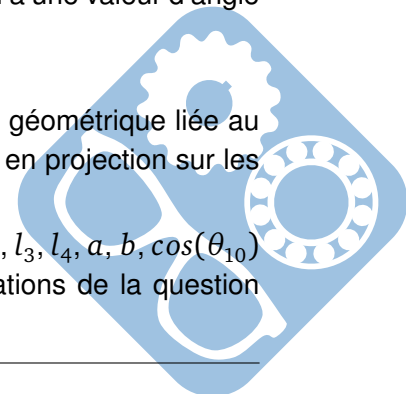 une valeur d'angle
géométrique liée au
en projection sur les
, l₃, l₄, a, b, cos(θ₁₀)
ations de la question